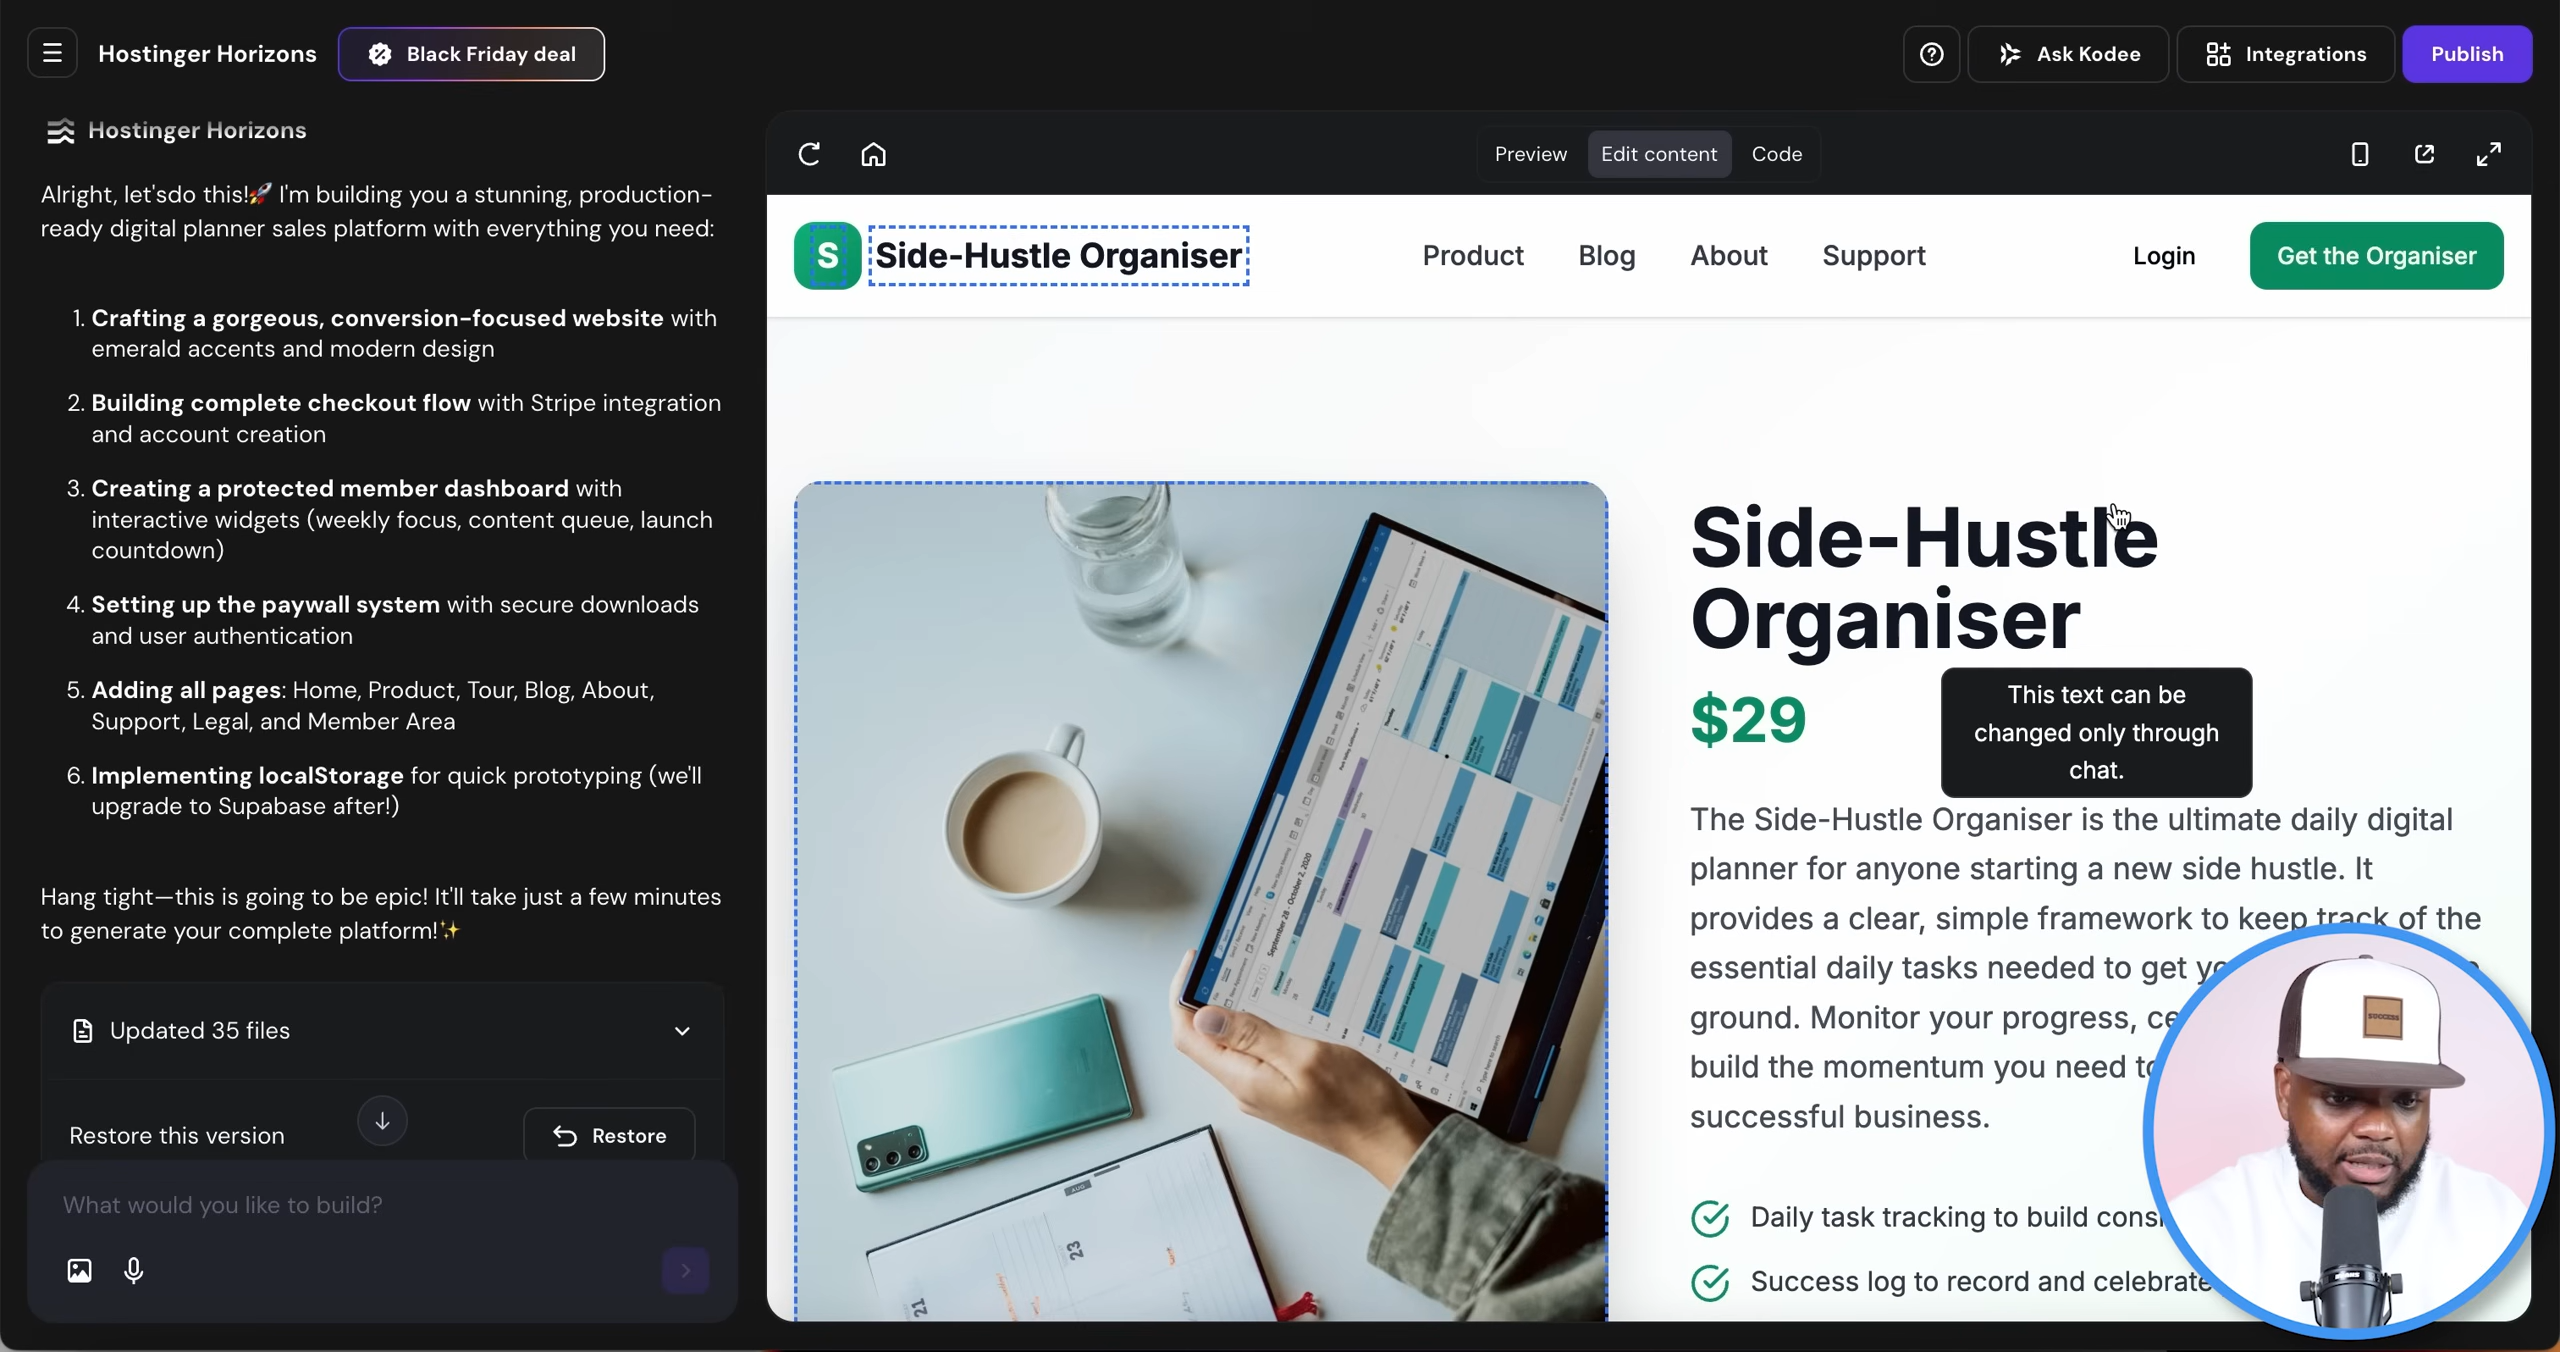 Hostinger Horizons
Black Friday deal
Ask Kodee
Integrations
Publish
Hostinger Horizons
Alright, let'sdo this!🚀 I'm building you a stunning, production-
ready digital planner sales platform with everything you need:
1. Crafting a gorgeous, conversion-focused website with
emerald accents and modern design
2. Building complete checkout flow with Stripe integration
and account creation
3. Creating a protected member dashboard with
interactive widgets (weekly focus, content queue, launch
countdown)
4. Setting up the paywall system with secure downloads
and user authentication
5. Adding all pages: Home, Product, Tour, Blog, About,
Support, Legal, and Member Area
6. Implementing localStorage for quick prototyping (we'll
upgrade to Supabase after!)
Hang tight—this is going to be epic! It'll take just a few minutes
to generate your complete platform!✨
Updated 35 files
Restore this version
Restore
What would you like to build?
Preview
Edit content
Code
S
Side-Hustle Organiser
Product
Blog
About
Support
Login
Get the Organiser
Side-Hustle
Organiser
$29
This text can be
changed only through
chat.
The Side-Hustle Organiser is the ultimate daily digital
planner for anyone starting a new side hustle. It
provides a clear, simple framework to keep track of the
essential daily tasks needed to get
ground. Monitor your progress,
build the momentum you need
successful business.
Daily task tracking to build
Success log to record and celebrate
SUCCESS
September 28 - October 2, 2020
AUG
23
21